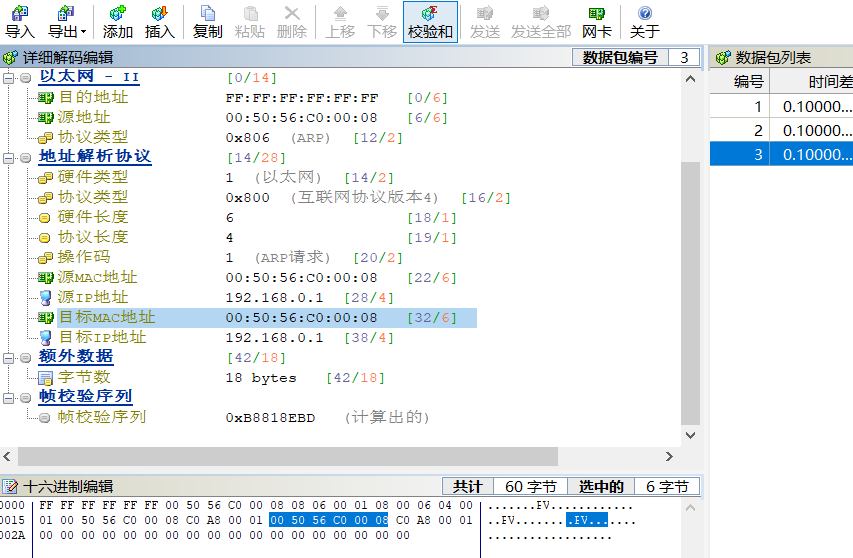 导入 导出 添加 插入 复制 粘贴 删除 上移 下移 校验和 发送 发送全部 网卡 关于
详细解码编辑 数据包编号 3
以太网 - II [0/14]
目的地址 FF:FF:FF:FF:FF:FF [0/6]
源地址 00:50:56:C0:00:08 [6/6]
协议类型 0x806 (ARP) [12/2]
地址解析协议 [14/28]
硬件类型 1 (以太网) [14/2]
协议类型 0x800 (互联网协议版本4) [16/2]
硬件长度 6 [18/1]
协议长度 4 [19/1]
操作码 1 (ARP请求) [20/2]
源MAC地址 00:50:56:C0:00:08 [22/6]
源IP地址 192.168.0.1 [28/4]
目标MAC地址 00:50:56:C0:00:08 [32/6]
目标IP地址 192.168.0.1 [38/4]
额外数据 [42/18]
字节数 18 bytes [42/18]
帧校验序列
帧校验序列 0xB8818EBD (计算出的)
数据包列表
编号 时间差
1 0.10000...
2 0.10000...
3 0.10000...
十六进制编辑 共计 60 字节 选中的 6 字节
0000 FF FF FF FF FF FF 00 50 56 C0 00 08 08 06 00 01 08 00 06 04 00 .......PV............
0015 01 00 50 56 C0 00 08 C0 A8 00 01 00 50 56 C0 00 08 C0 A8 00 01 ..PV.........PV.......
002A 00 00 00 00 00 00 00 00 00 00 00 00 00 00 00 00 00 00 ..................